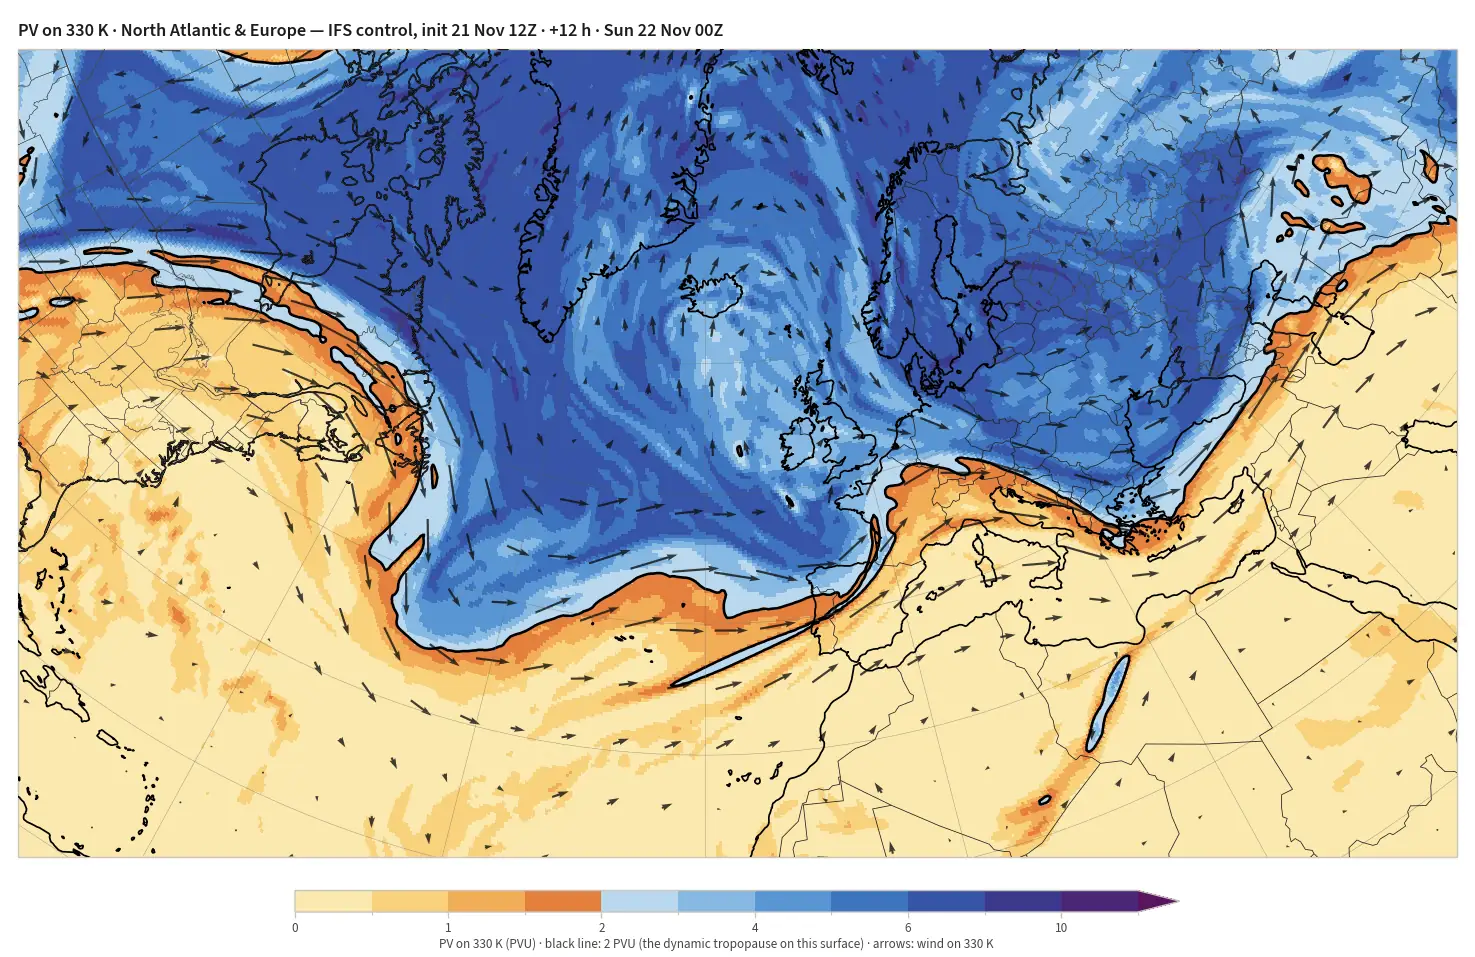 PV on 330 K · North Atlantic & Europe — IFS control, init 21 Nov 12Z · +12 h · Sun 22 Nov 00Z
0 1 2 4 6 10
PV on 330 K (PVU) · black line: 2 PVU (the dynamic tropopause on this surface) · arrows: wind on 330 K